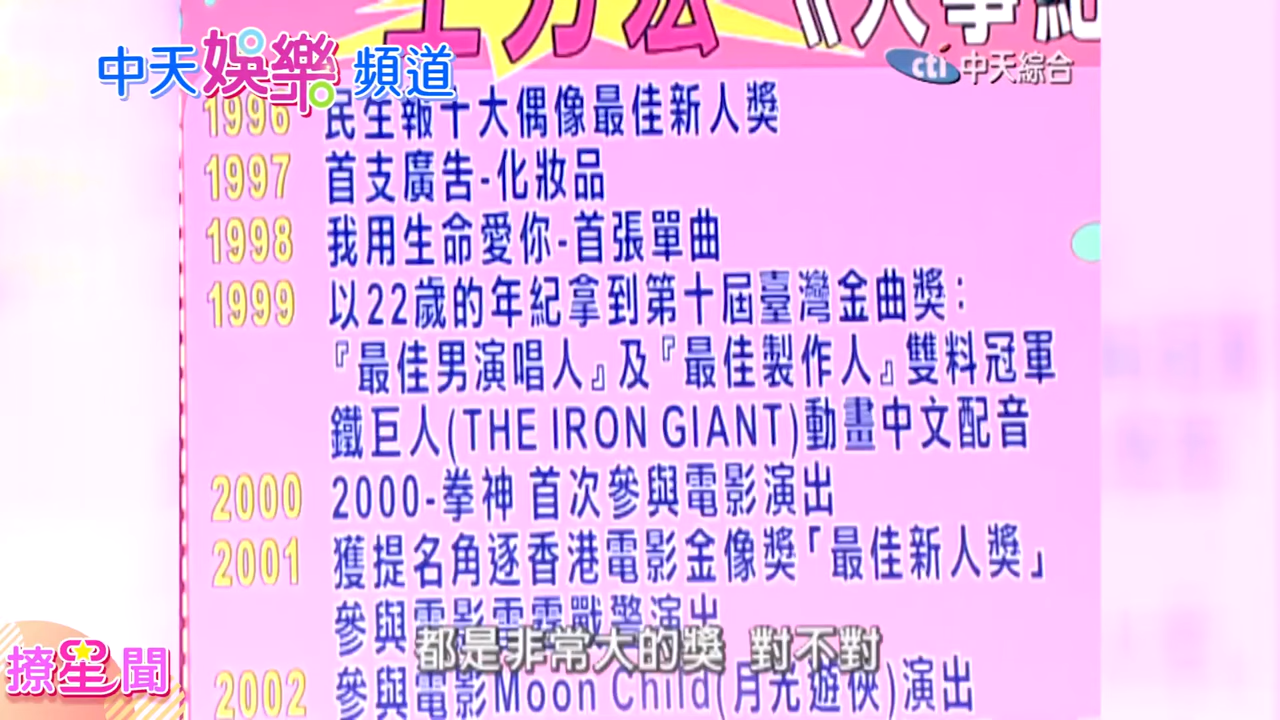 王力宏 《大事紀
中天娛樂頻道
cti 中天綜合
1996 民生報十大偶像最佳新人獎
1997 首支廣告-化妝品
1998 我用生命愛你-首張單曲
1999 以22歲的年紀拿到第十屆臺灣金曲獎：
『最佳男演唱人』及『最佳製作人』雙料冠軍
鐵巨人(THE IRON GIANT)動畫中文配音
2000 2000-拳神 首次參與電影演出
2001 獲提名角逐香港電影金像獎「最佳新人獎」
參與電影雷霆戰警演出
都是非常大的獎 對不對
2002 參與電影Moon Child(月光遊俠)演出
撩星聞